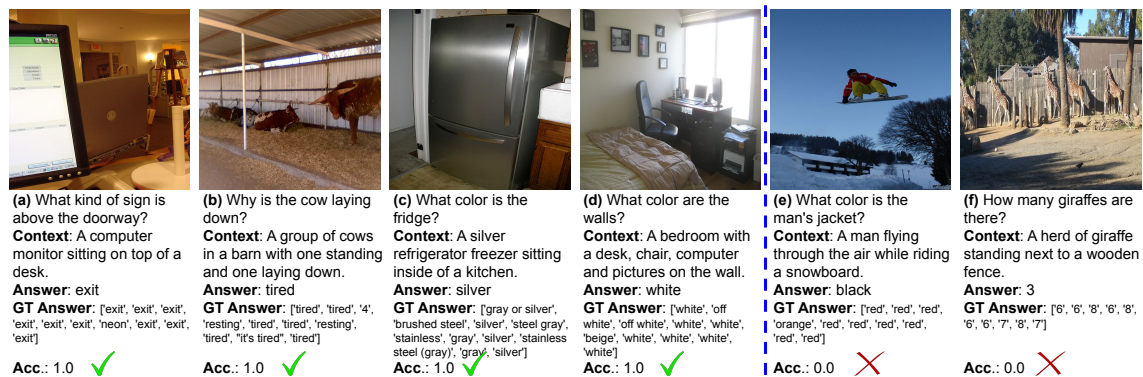 (a) What kind of sign is
above the doorway?
Context: A computer
monitor sitting on top of a
desk.
Answer: exit
GT Answer: ['exit', 'exit', 'exit',
'exit', 'exit', 'exit', 'neon', 'exit', 'exit',
'exit']
Acc.: 1.0
(b) Why is the cow laying
down?
Context: A group of cows
in a barn with one standing
and one laying down.
Answer: tired
GT Answer: ['tired', 'tired', '4',
'resting', 'tired', 'tired', 'resting',
'tired', "it's tired", 'tired']
Acc.: 1.0
(c) What color is the
fridge?
Context: A silver
refrigerator freezer sitting
inside of a kitchen.
Answer: silver
GT Answer: ['gray or silver',
'brushed steel', 'silver', 'steel gray',
'stainless', 'gray', 'silver', 'stainless
steel (gray)', 'gray', 'silver']
Acc.: 1.0
(d) What color are the
walls?
Context: A bedroom with
a desk, chair, computer
and pictures on the wall.
Answer: white
GT Answer: ['white', 'off
white', 'off white', 'white', 'white',
'beige', 'white', 'white', 'white',
'white']
Acc.: 1.0
(e) What color is the
man's jacket?
Context: A man flying
through the air while riding
a snowboard.
Answer: black
GT Answer: ['red', 'red', 'red',
'orange', 'red', 'red', 'red', 'red',
'red', 'red']
Acc.: 0.0
(f) How many giraffes are
there?
Context: A herd of giraffe
standing next to a wooden
fence.
Answer: 3
GT Answer: ['6', '6', '8', '6', '8',
'6', '6', '7', '8', '7']
Acc.: 0.0